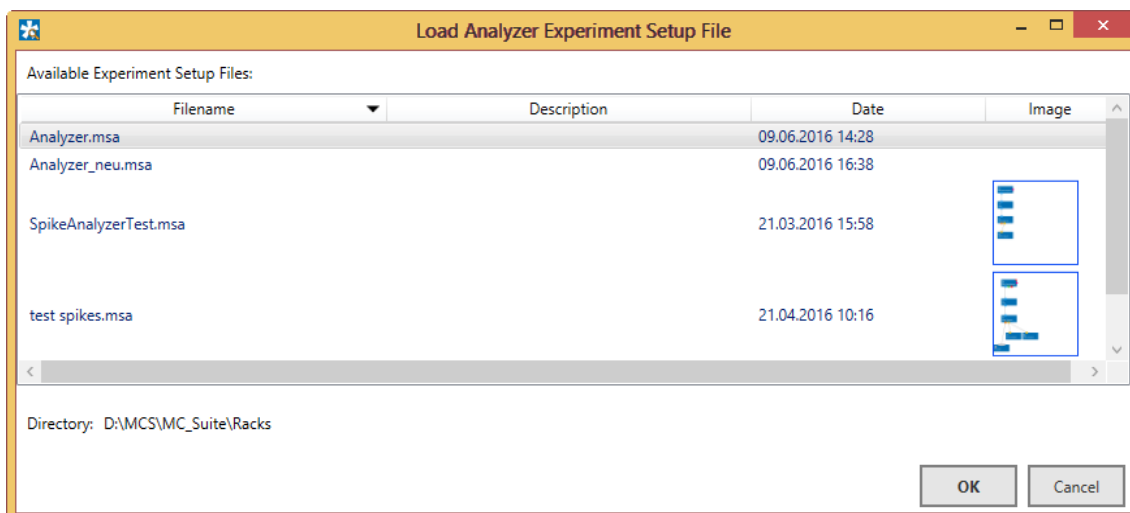 Load Analyzer Experiment Setup File
Available Experiment Setup Files:
Filename Description Date Image
Analyzer.msa 09.06.2016 14:28
Analyzer_neu.msa 09.06.2016 16:38
SpikeAnalyzerTest.msa 21.03.2016 15:58
test spikes.msa 21.04.2016 10:16
Directory: D:\MCS\MC_Suite\Racks
OK Cancel